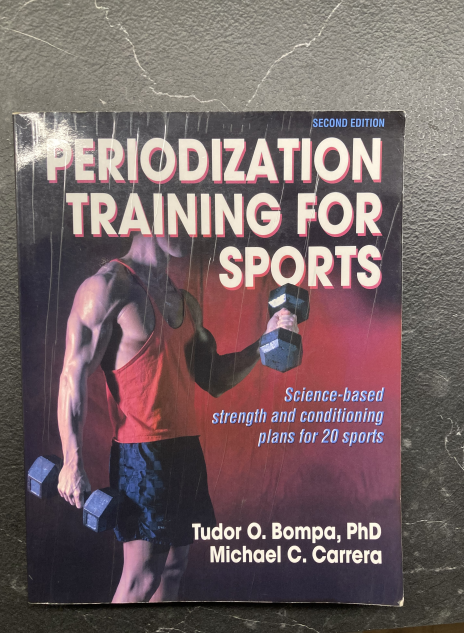 SECOND EDITION
PERIODIZATION
TRAINING FOR
SPORTS
Science-based
strength and conditioning
plans for 20 sports
Tudor O. Bompa, PhD
Michael C. Carrera